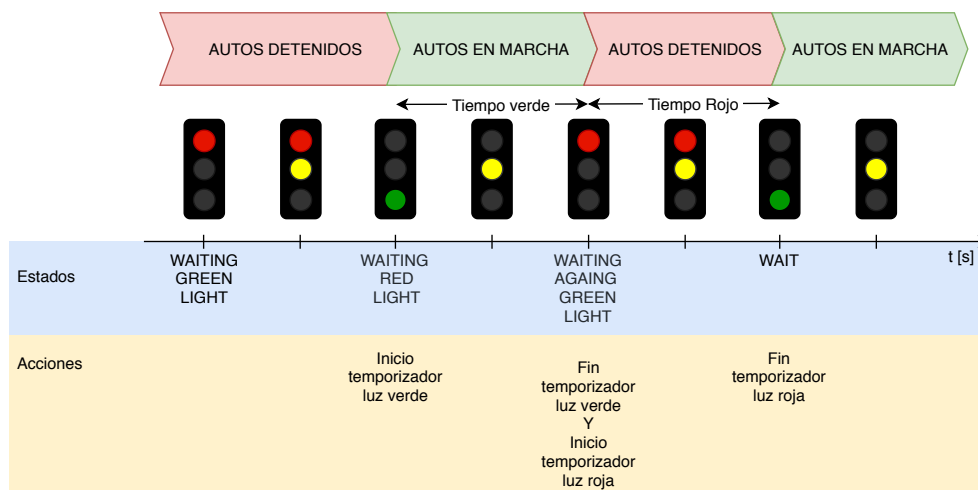 AUTOS DETENIDOS
AUTOS EN MARCHA
AUTOS DETENIDOS
AUTOS EN MARCHA
Tiempo verde
Tiempo Rojo
t [s]
Estados
WAITING
GREEN
LIGHT
WAITING
RED
LIGHT
WAITING
AGAING
GREEN
LIGHT
WAIT
Acciones
Inicio
temporizador
luz verde
Fin
temporizador
luz verde
Y
Inicio
temporizador
luz roja
Fin
temporizador
luz roja